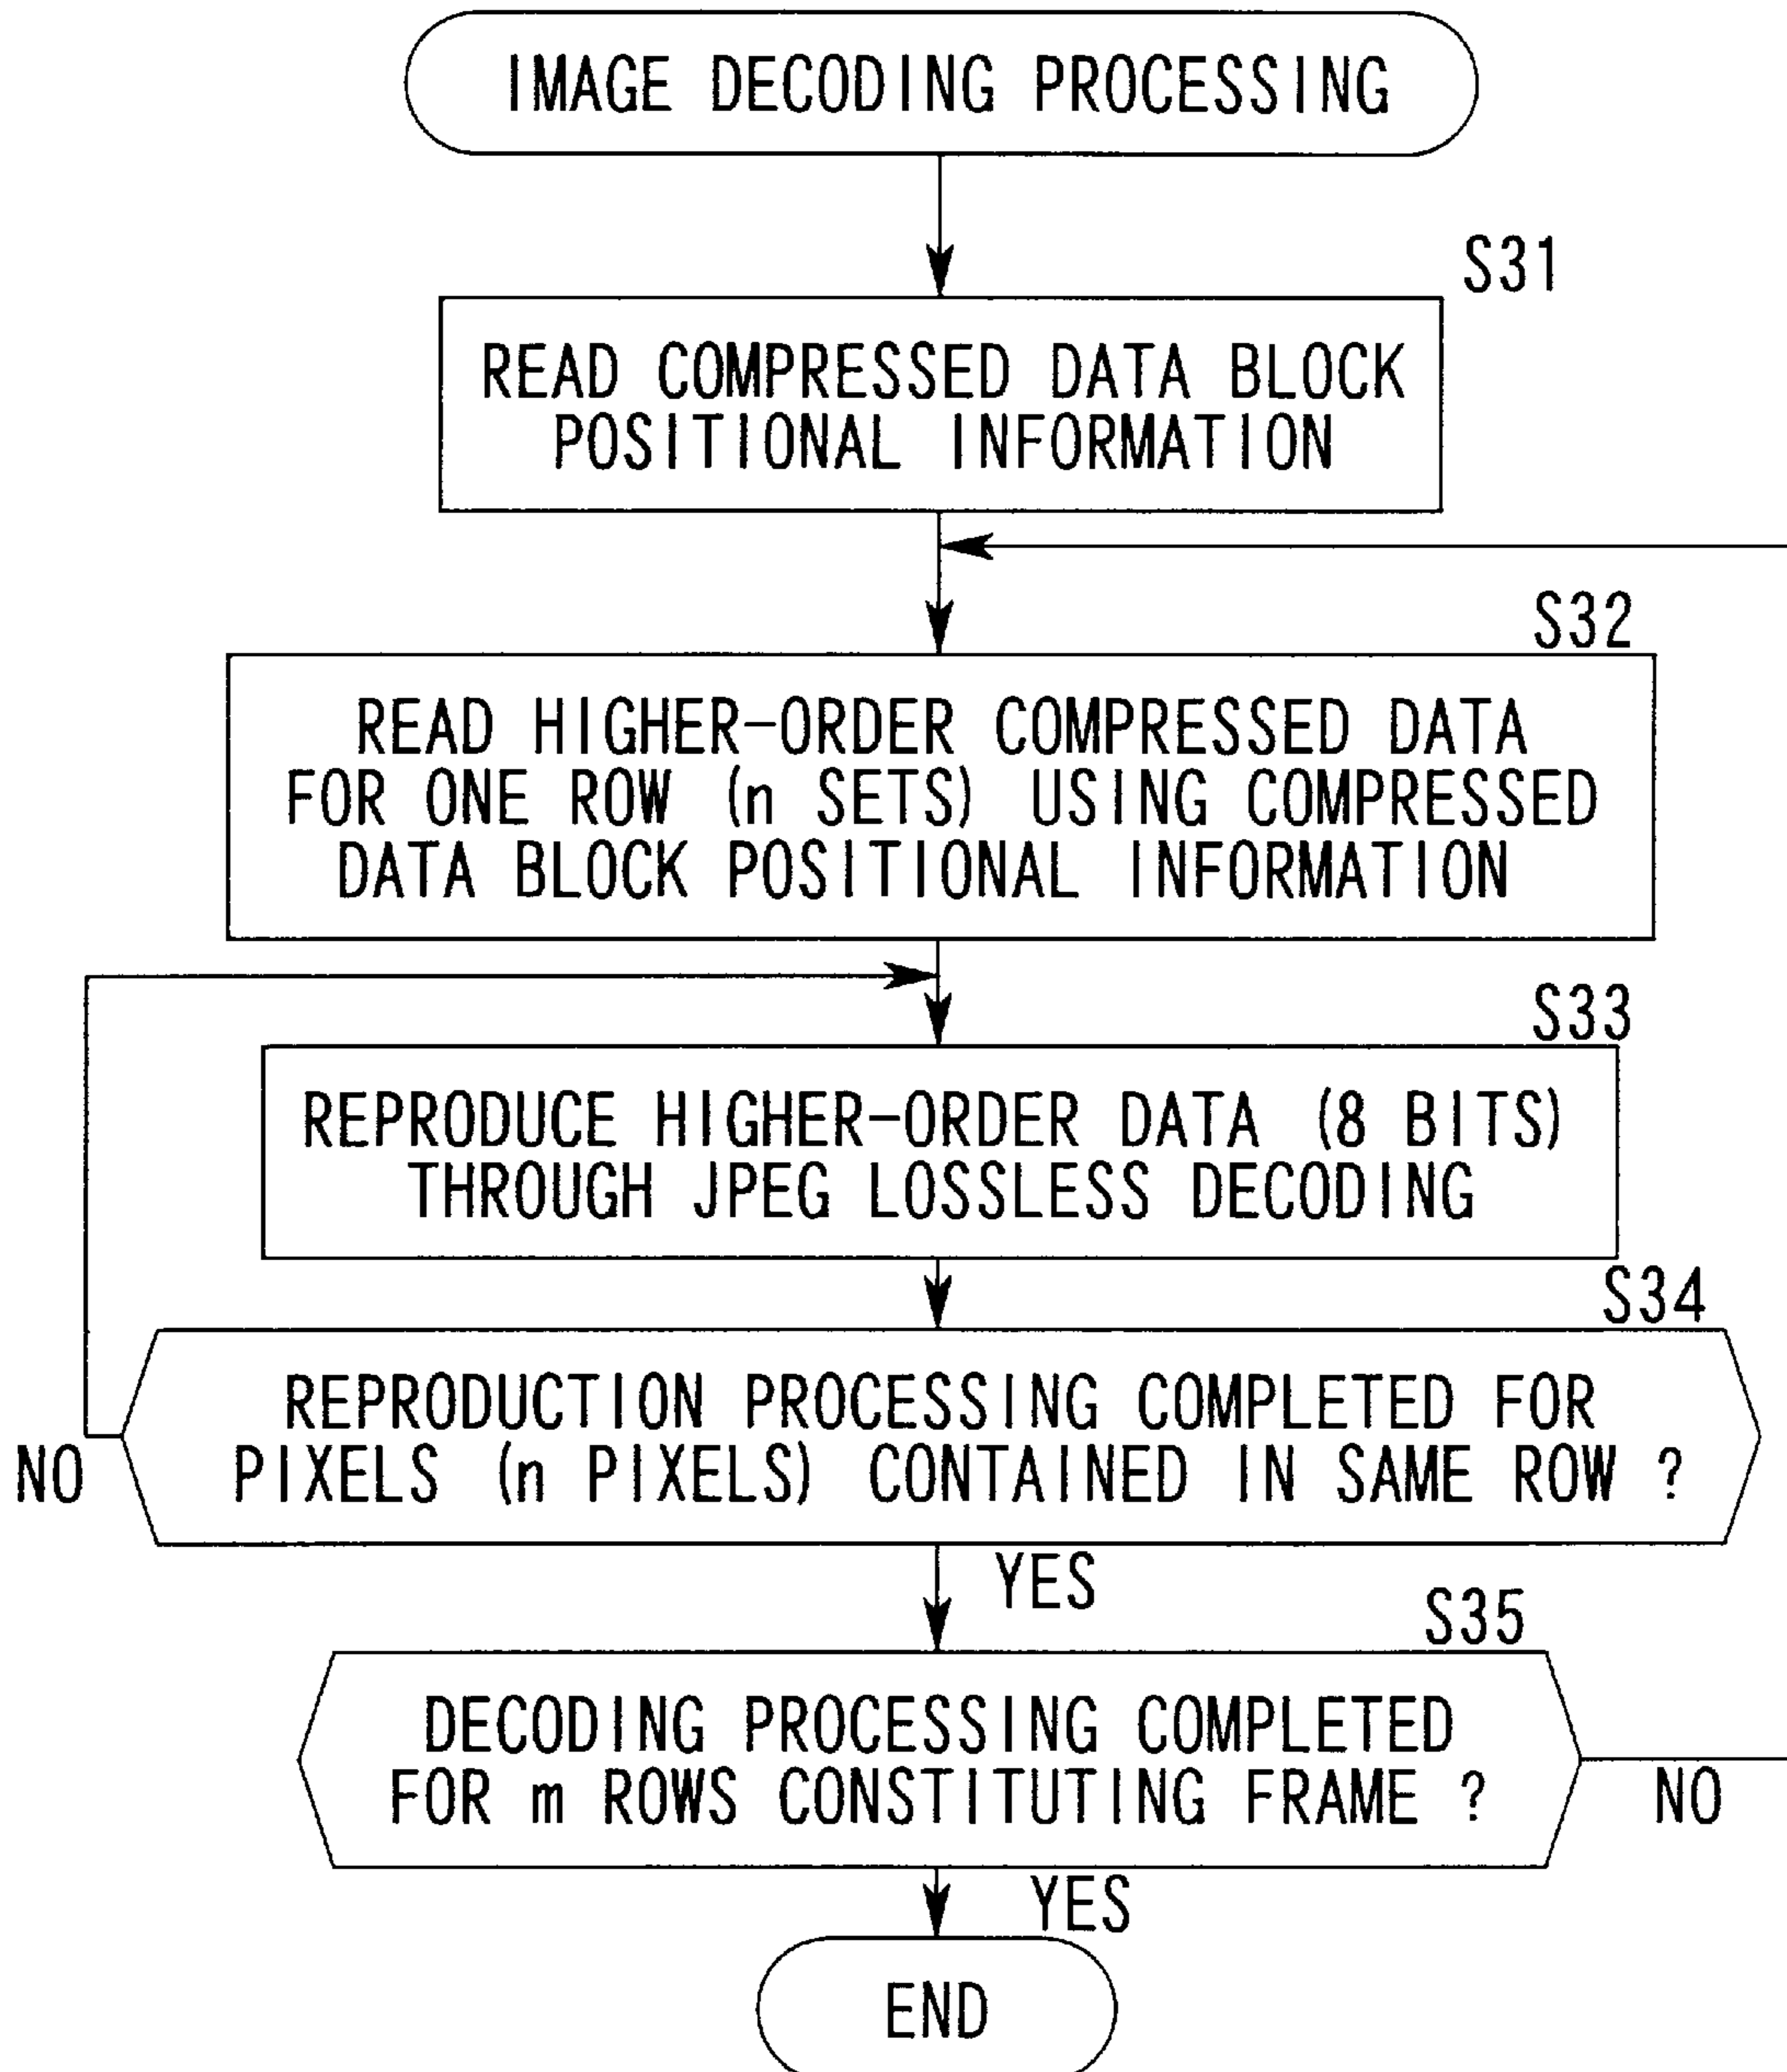 IMAGE DECODING PROCESSING
S31
READ COMPRESSED DATA BLOCK
POSITIONAL INFORMATION
S32
READ HIGHER-ORDER COMPRESSED DATA
FOR ONE ROW (n SETS) USING COMPRESSED
DATA BLOCK POSITIONAL INFORMATION
S33
REPRODUCE HIGHER-ORDER DATA (8 BITS)
THROUGH JPEG LOSSLESS DECODING
S34
REPRODUCTION PROCESSING COMPLETED FOR
PIXELS (n PIXELS) CONTAINED IN SAME ROW ?
NO
YES
S35
DECODING PROCESSING COMPLETED
FOR m ROWS CONSTITUTING FRAME ?
NO
YES
END